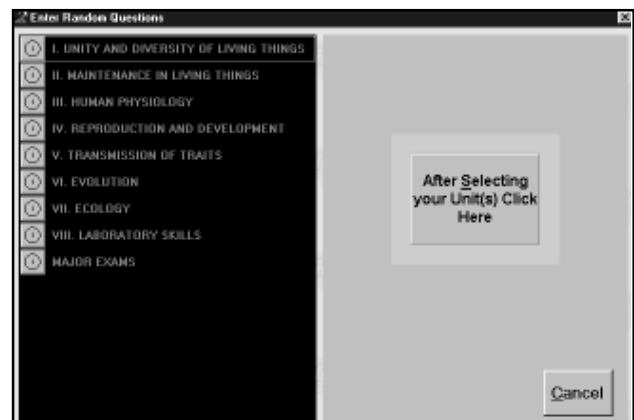 Enter Random Questions
I. UNITY AND DIVERSITY OF LIVING THINGS
II. MAINTENANCE IN LIVING THINGS
III. HUMAN PHYSIOLOGY
IV. REPRODUCTION AND DEVELOPMENT
V. TRANSMISSION OF TRAITS
VI. EVOLUTION
VII. ECOLOGY
VIII. LABORATORY SKILLS
MAJOR EXAMS
After Selecting
your Unit(s) Click
Here
Cancel